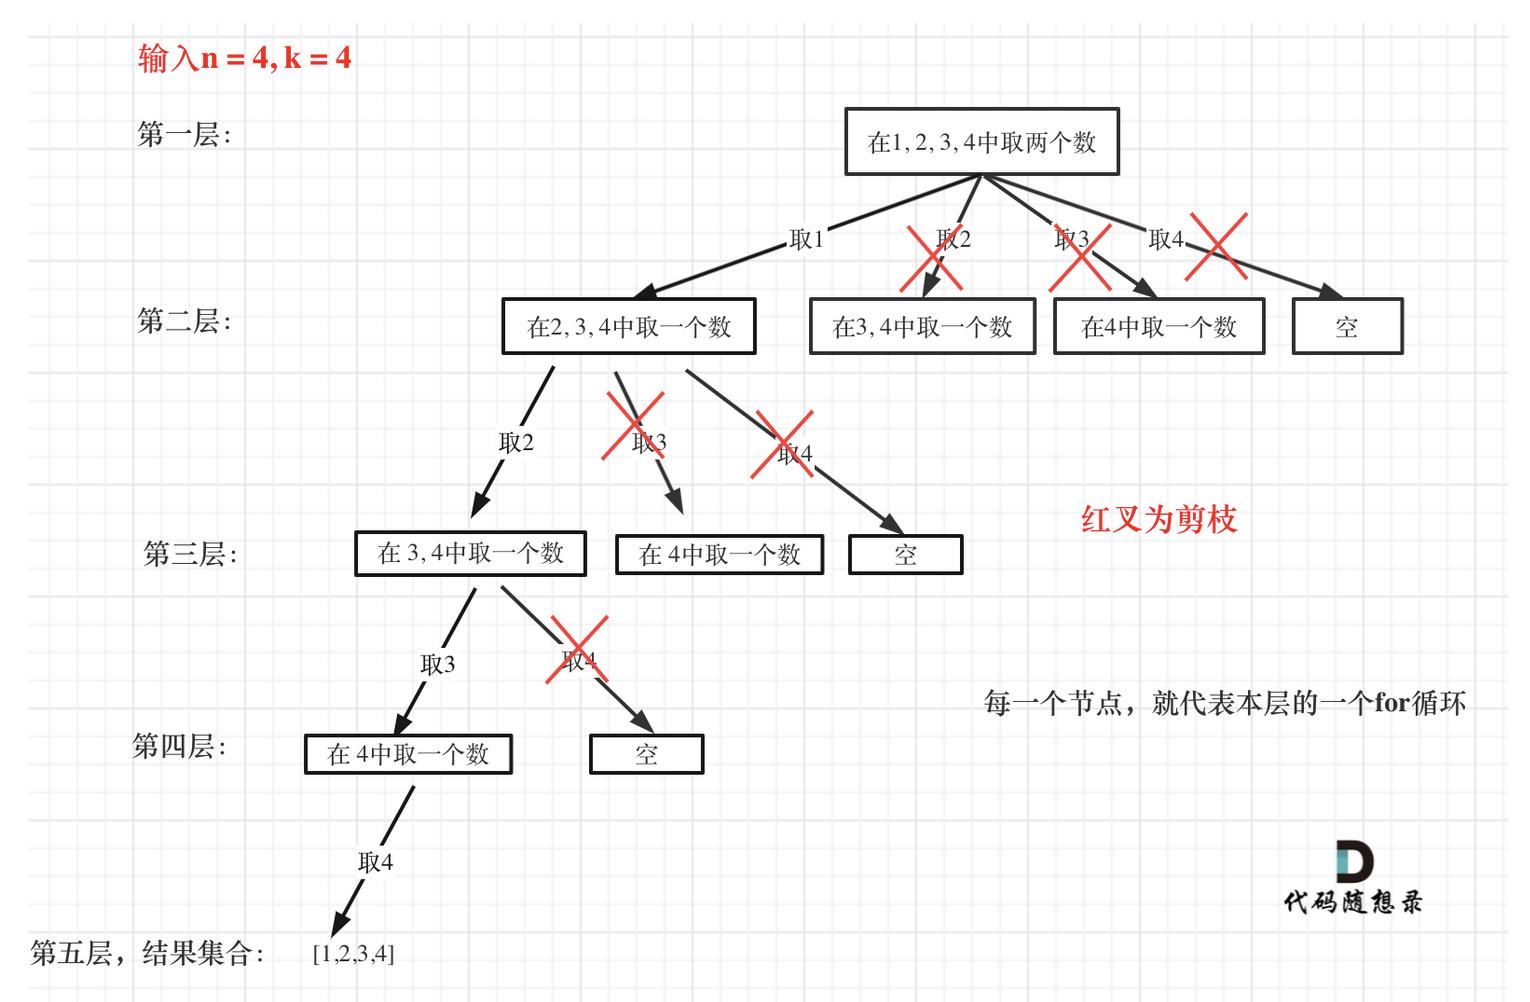 输入n = 4, k = 4
第一层：
在1, 2, 3, 4中取两个数
取1
取2
取3
取4
第二层：
在2, 3, 4中取一个数
在3, 4中取一个数
在4中取一个数
空
取2
取3
取4
红叉为剪枝
第三层：
在 3, 4中取一个数
在 4中取一个数
空
取3
取4
每一个节点，就代表本层的一个for循环
第四层：
在 4中取一个数
空
取4
代码随想录
第五层，结果集合：
[1,2,3,4]